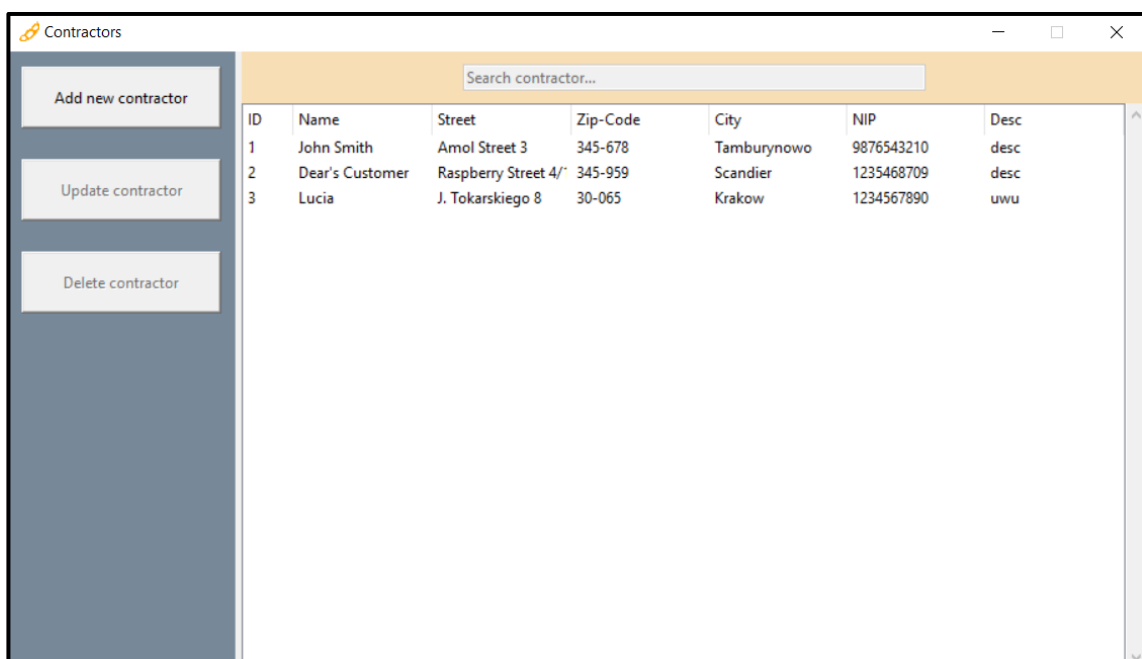 Contractors
Add new contractor
Update contractor
Delete contractor
Search contractor...
ID Name Street Zip-Code City NIP Desc
1 John Smith Amol Street 3 345-678 Tamburynowo 9876543210 desc
2 Dear's Customer Raspberry Street 4/ 345-959 Scandier 1235468709 desc
3 Lucia J. Tokarskiego 8 30-065 Krakow 1234567890 uwu